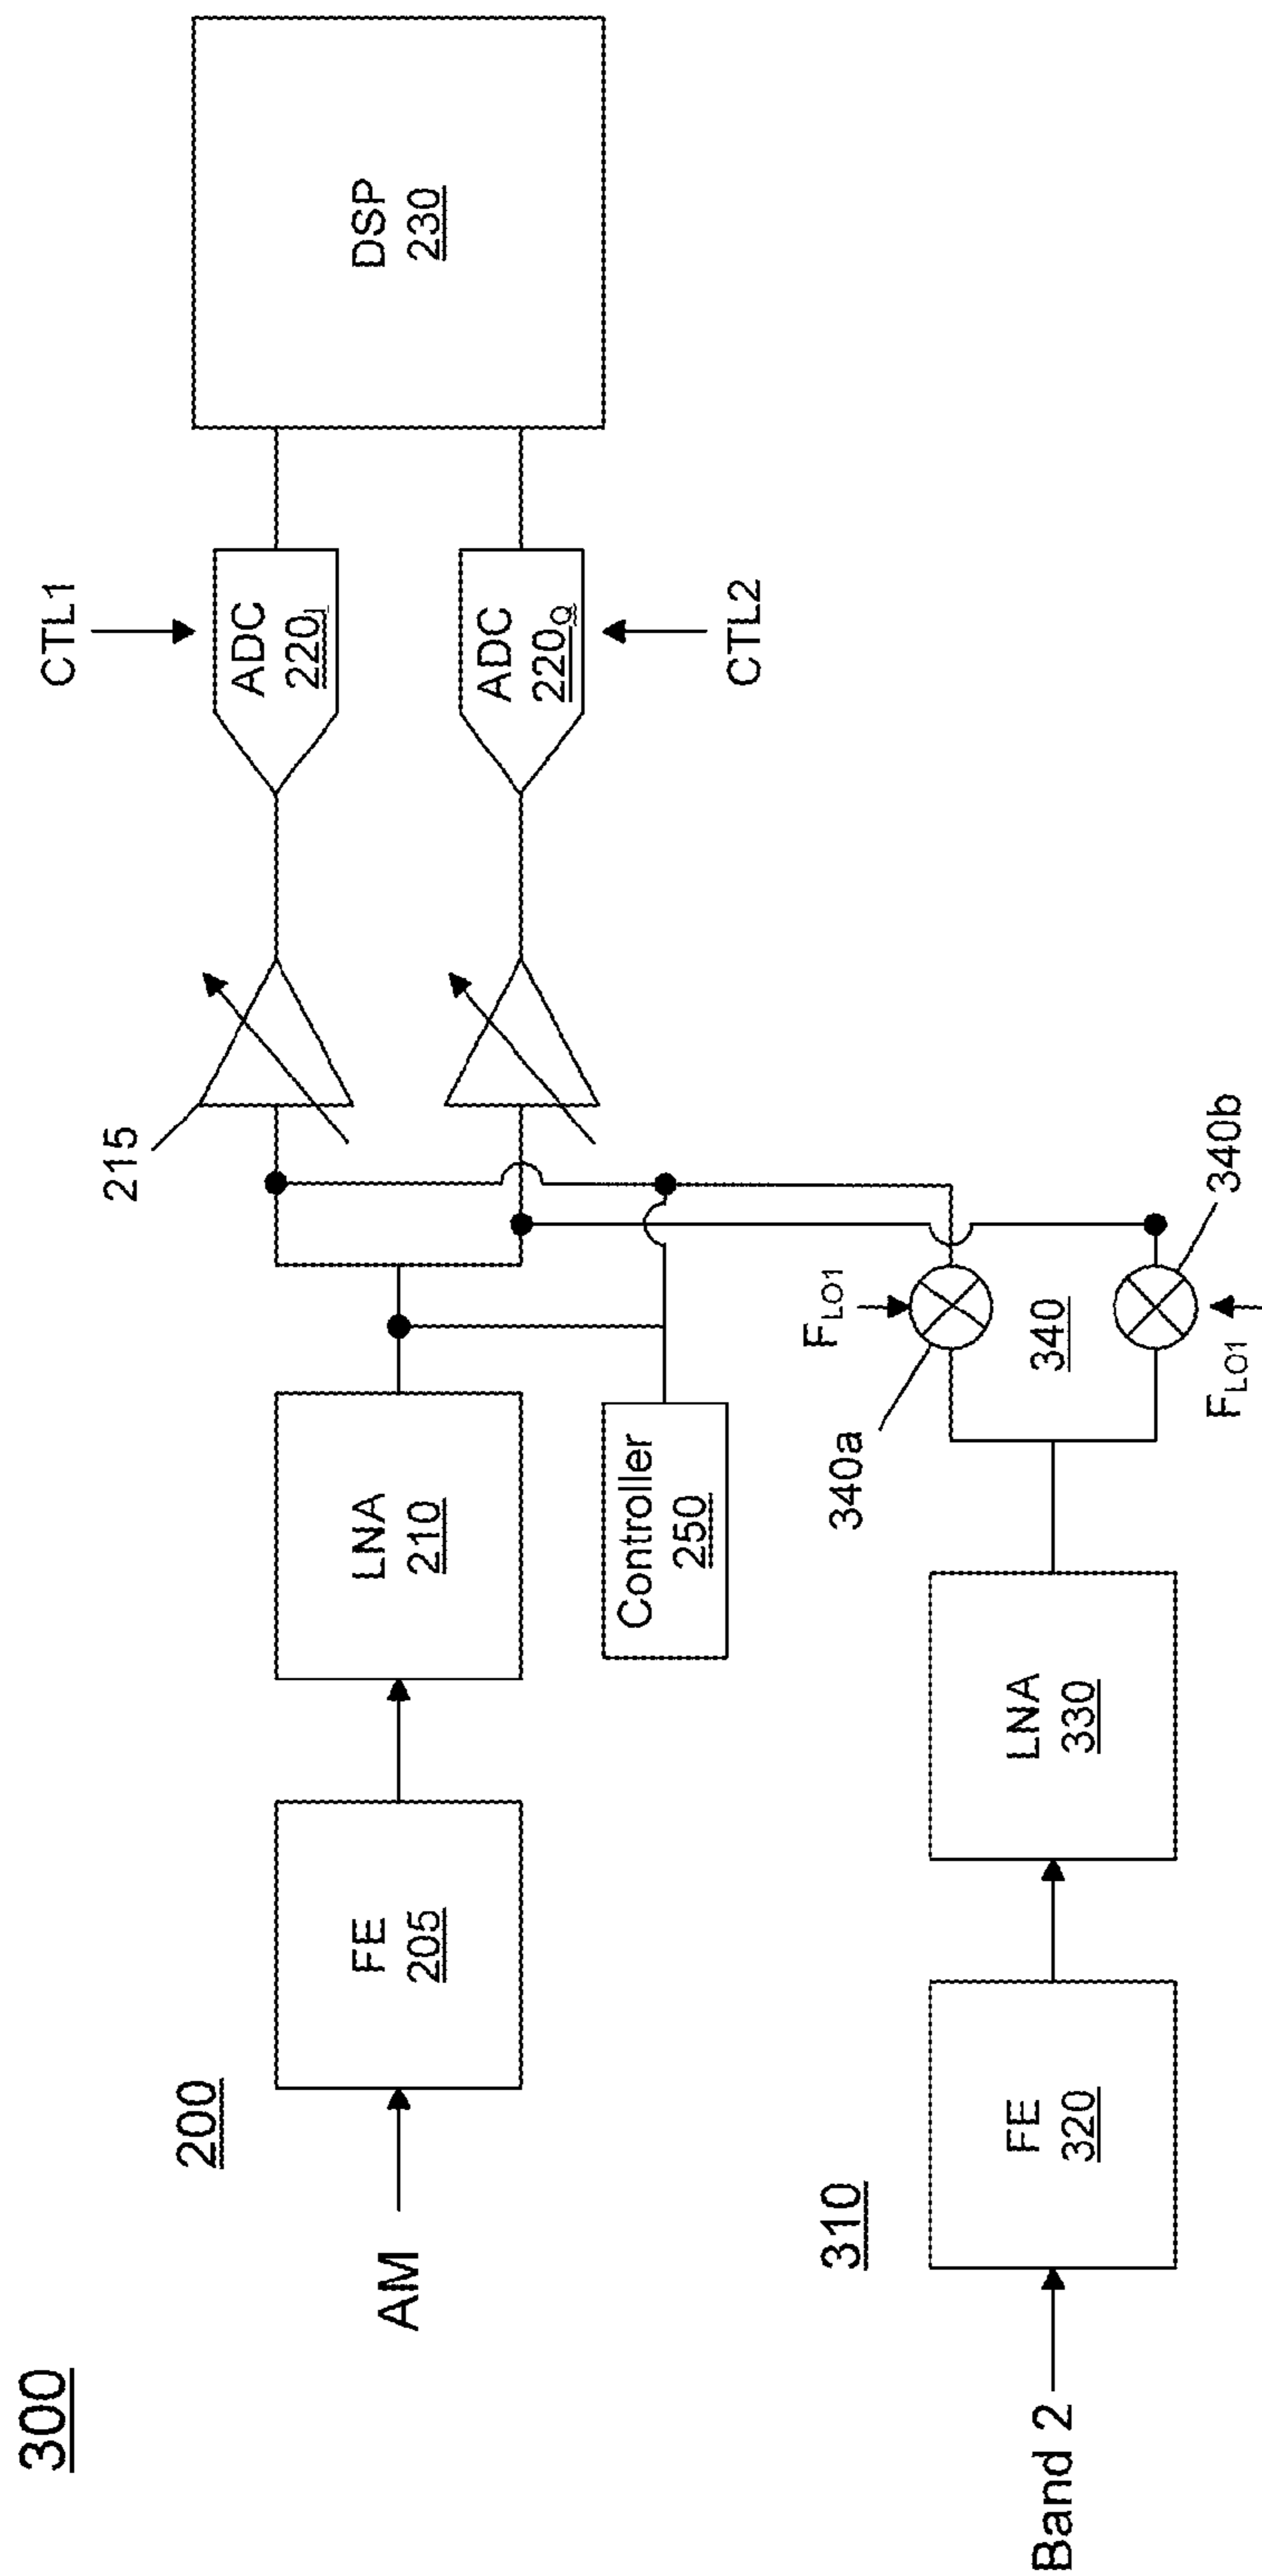 300
200
AM
FE
205
LNA
210
215
CTL1
ADC
220I
ADC
220Q
CTL2
DSP
230
Controller
250
310
Band 2
FE
320
LNA
330
340a
FLO1
340
FLO1
340b